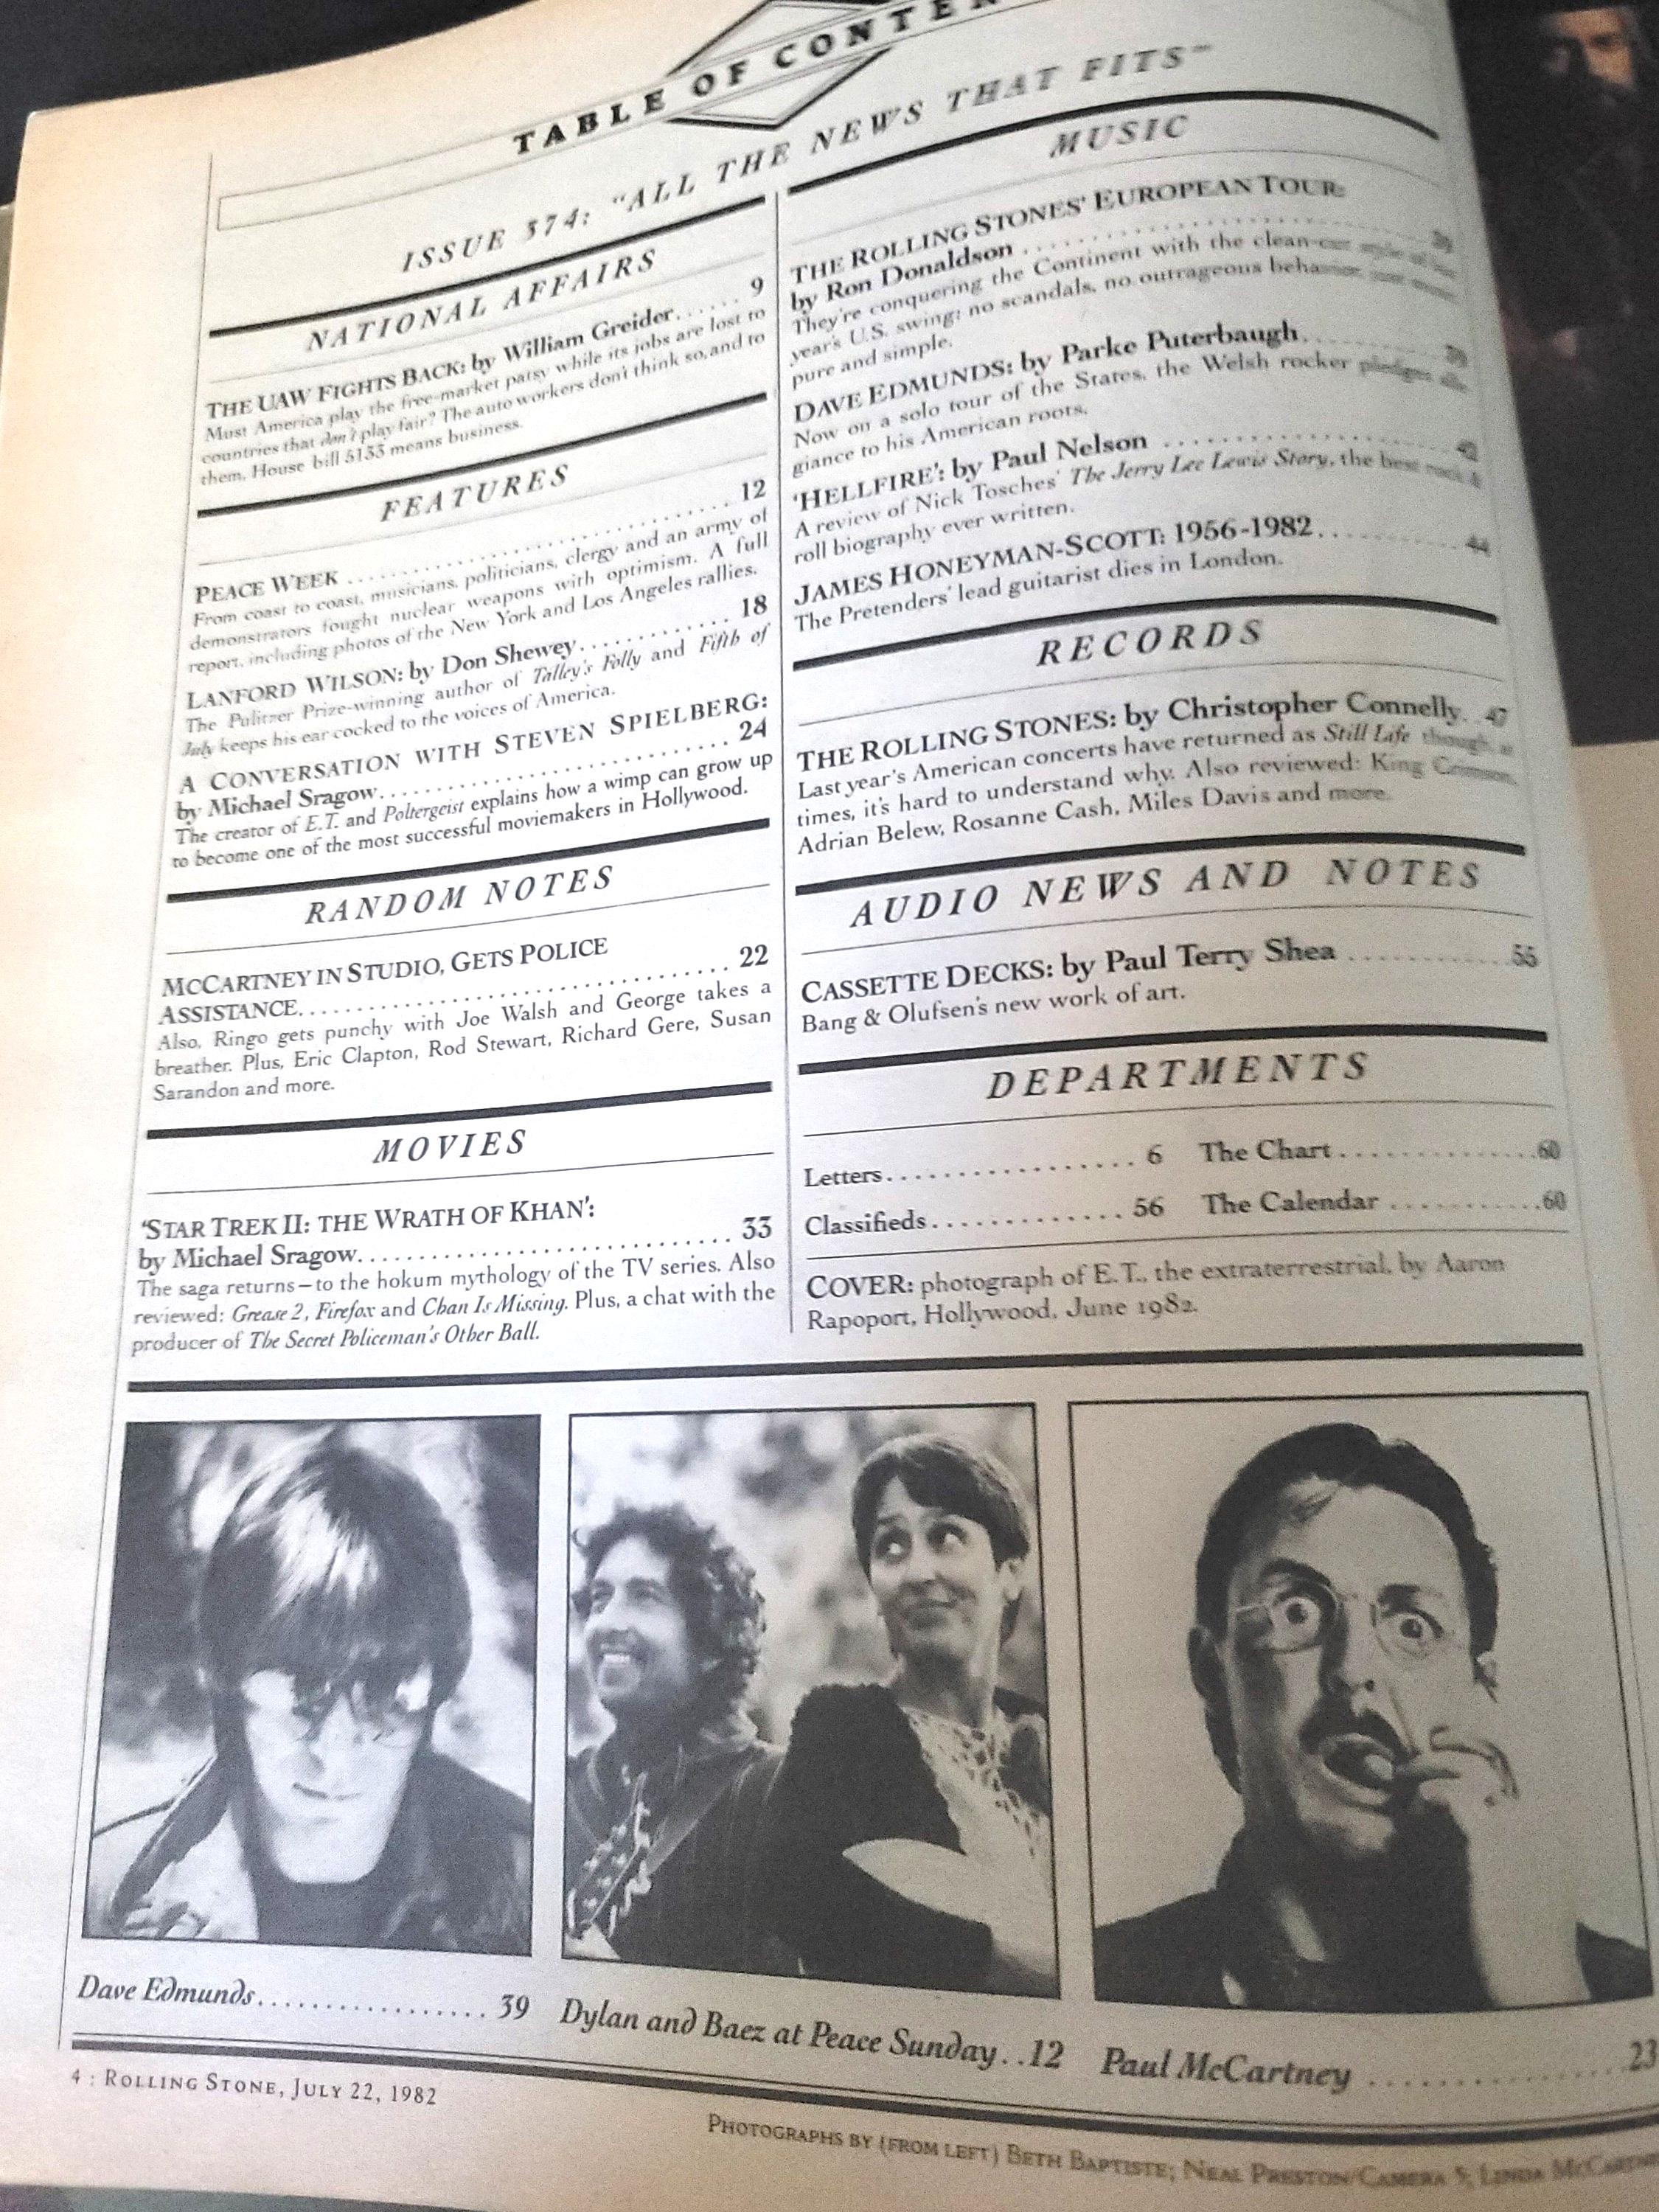 TABLE OF CONTEN
ISSUE 374: "ALL THE NEWS THAT FITS"
NATIONAL AFFAIRS
THE UAW FIGHTS BACK: by William Greider...... 9
Must America play the free-market patsy while its jobs are lost to
countries that don't play fair? The auto workers don't think so, and to
them, House bill 5133 means business.
FEATURES
PEACE WEEK .............................. 12
From coast to coast, musicians, politicians, clergy and an army of
demonstrators fought nuclear weapons with optimism. A full
report, including photos of the New York and Los Angeles rallies.
LANFORD WILSON: by Don Shewey............ 18
The Pulitzer Prize-winning author of Talley's Folly and Fifth of
July keeps his ear cocked to the voices of America.
A CONVERSATION WITH STEVEN SPIELBERG:
by Michael Sragow........................... 24
The creator of E.T. and Poltergeist explains how a wimp can grow up
to become one of the most successful moviemakers in Hollywood.
RANDOM NOTES
MCCARTNEY IN STUDIO, GETS POLICE
ASSISTANCE................................. 22
Also, Ringo gets punchy with Joe Walsh and George takes a
breather. Plus, Eric Clapton, Rod Stewart, Richard Gere, Susan
Sarandon and more.
MOVIES
'STAR TREK II: THE WRATH OF KHAN':
by Michael Sragow............................ 33
The saga returns—to the hokum mythology of the TV series. Also
reviewed: Grease 2, Firefox and Chan Is Missing. Plus, a chat with the
producer of The Secret Policeman's Other Ball.
MUSIC
THE ROLLING STONES' EUROPEAN TOUR:
by Ron Donaldson ............................
They're conquering the Continent with the clean-cut style of last
year's U.S. swing: no scandals, no outrageous behavior, just
pure and simple.
DAVE EDMUNDS: by Parke Puterbaugh............ 39
Now on a solo tour of the States, the Welsh rocker pledges alle-
giance to his American roots.
'HELLFIRE': by Paul Nelson ..................... 42
A review of Nick Tosches' The Jerry Lee Lewis Story, the best rock &
roll biography ever written.
JAMES HONEYMAN-SCOTT: 1956-1982............ 44
The Pretenders' lead guitarist dies in London.
RECORDS
THE ROLLING STONES: by Christopher Connelly. 47
Last year's American concerts have returned as Still Life though, at
times, it's hard to understand why. Also reviewed: King Crimson,
Adrian Belew, Rosanne Cash, Miles Davis and more.
AUDIO NEWS AND NOTES
CASSETTE DECKS: by Paul Terry Shea ............ 55
Bang & Olufsen's new work of art.
DEPARTMENTS
Letters................. 6 The Chart..............60
Classifieds............. 56 The Calendar ...........60
COVER: photograph of E.T., the extraterrestrial, by Aaron
Rapoport, Hollywood, June 1982.
Dave Edmunds................. 39 Dylan and Baez at Peace Sunday..12 Paul McCartney .................23
4 : ROLLING STONE, JULY 22, 1982
PHOTOGRAPHS BY (FROM LEFT) BETH BAPTISTE; NEAL PRESTON/CAMERA 5; LINDA MCCARTNE